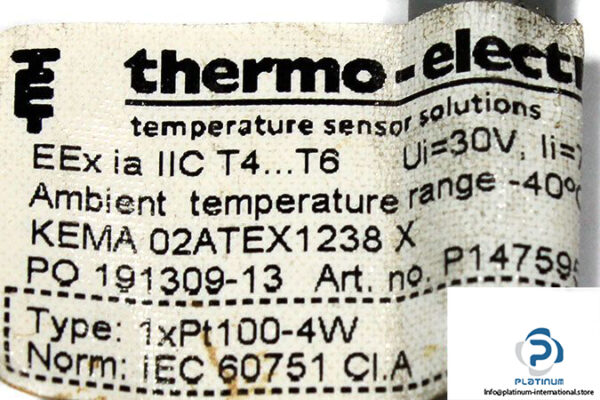 thermo-electr
temperature sensor solutions
EEx ia IIC T4...T6 Ui=30V, Ii=
Ambient temperature range -40°
KEMA 02ATEX1238 X
PO 191309-13 Art. no. P14759
Type: 1xPt100-4W
Norm: IEC 60751 Cl.A
PLATINUM
Info@platinum-international.store